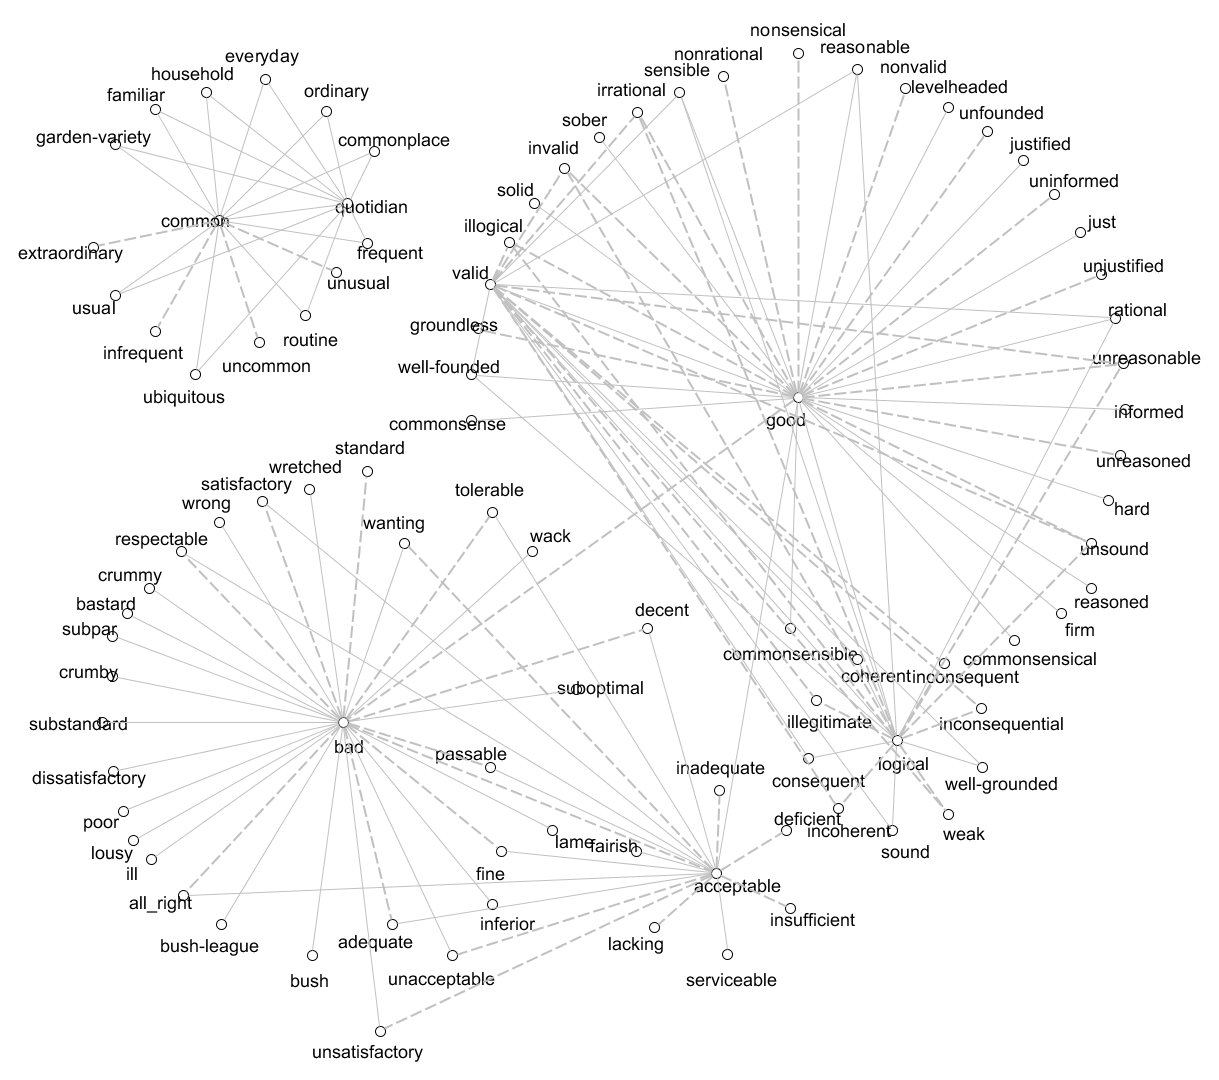 nonsensical
reasonable
everyday
nonrational
nonvalid
household
sensible
familiar
ordinary
irrational
levelheaded
sober
unfounded
garden-variety
commonplace
invalid
justified
solid
uninformed
common
quotidian
illogical
just
extraordinary
frequent
valid
unjustified
unusual
usual
groundless
rational
infrequent
routine
uncommon
well-founded
unreasonable
ubiquitous
commonsense
good
informed
standard
wretched
unreasoned
satisfactory
tolerable
wrong
wanting
hard
respectable
wack
unsound
crummy
bastard
decent
reasoned
subpar
firm
crumby
commonsensible
commonsensical
coherent
inconsequent
suboptimal
substandard
illegitimate
inconsequential
bad
passable
inadequate
logical
dissatisfactory
consequent
well-grounded
poor
deficient
incoherent
weak
lousy
lame
fairish
sound
ill
fine
acceptable
all_right
inferior
insufficient
bush-league
adequate
lacking
bush
unacceptable
serviceable
unsatisfactory